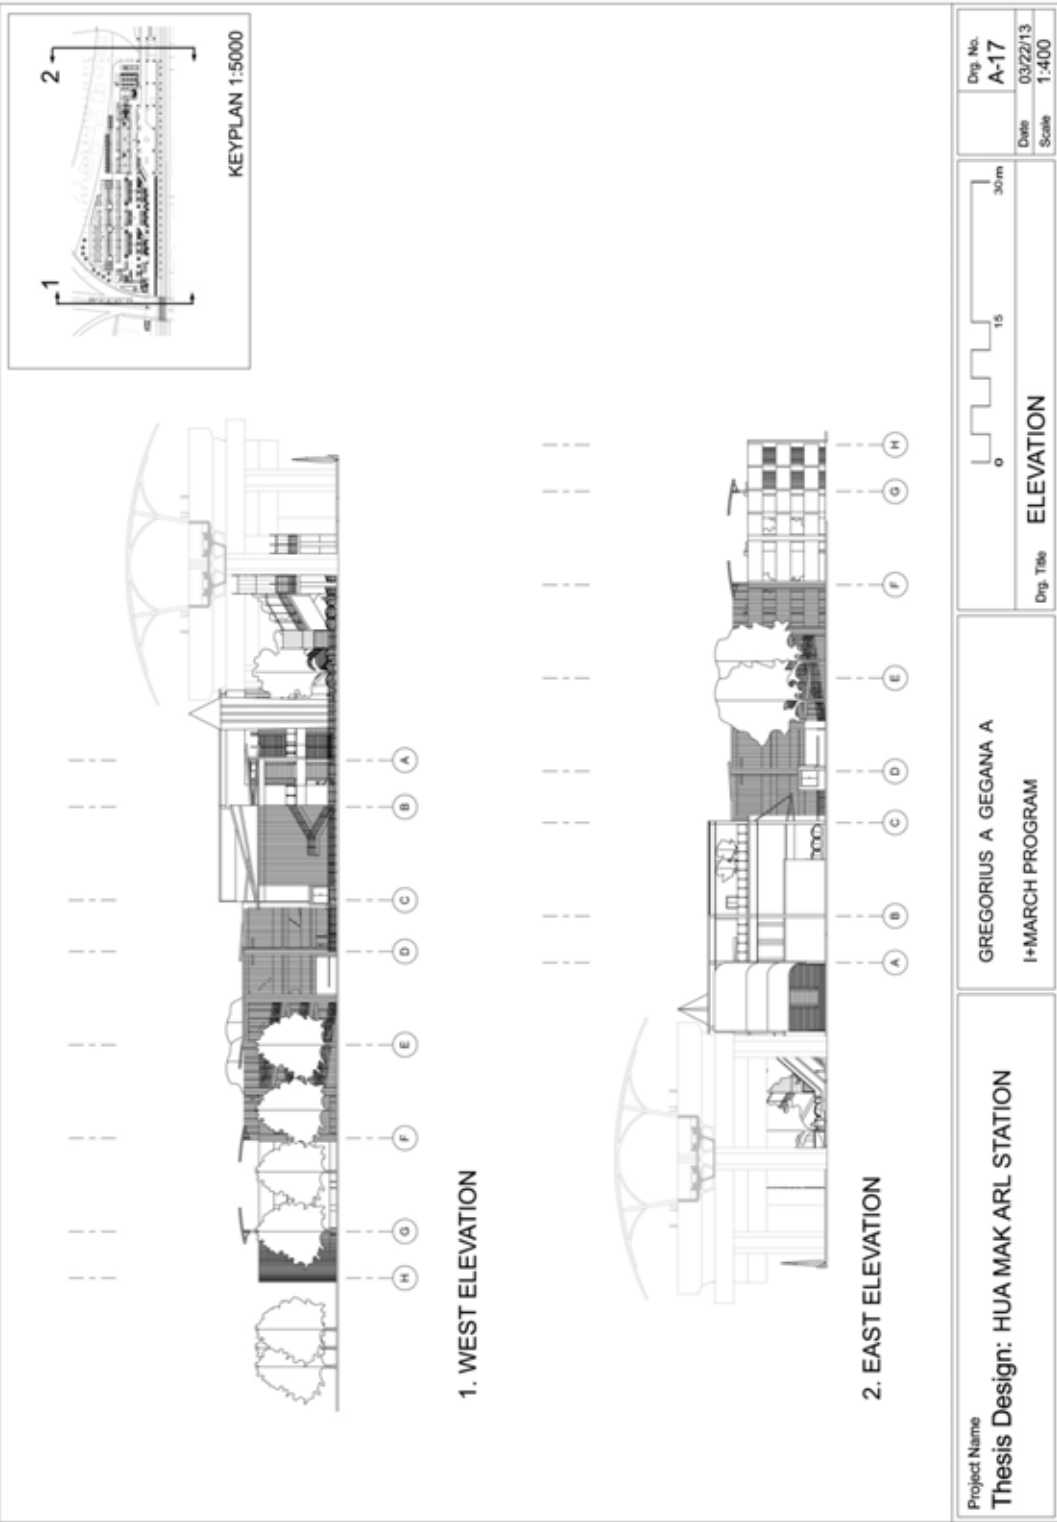 2
1
KEYPLAN 1:5000
H
G
F
E
D
C
B
A
1. WEST ELEVATION
A
B
C
D
E
F
G
H
2. EAST ELEVATION
Project Name
Thesis Design: HUA MAK ARL STATION
GREGORIUS A GEGANA A
I+MARCH PROGRAM
0
15
30m
Drg. Title
ELEVATION
Drg. No.
A-17
Date 03/22/13
Scale 1:400